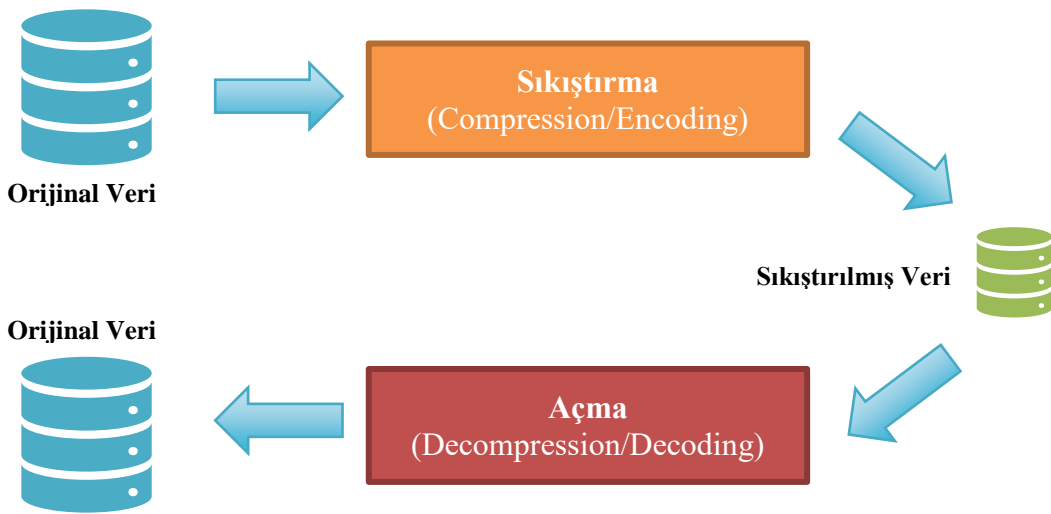 Sıkıştırma
(Compression/Encoding)
Orijinal Veri
Sıkıştırılmış Veri
Orijinal Veri
Açma
(Decompression/Decoding)